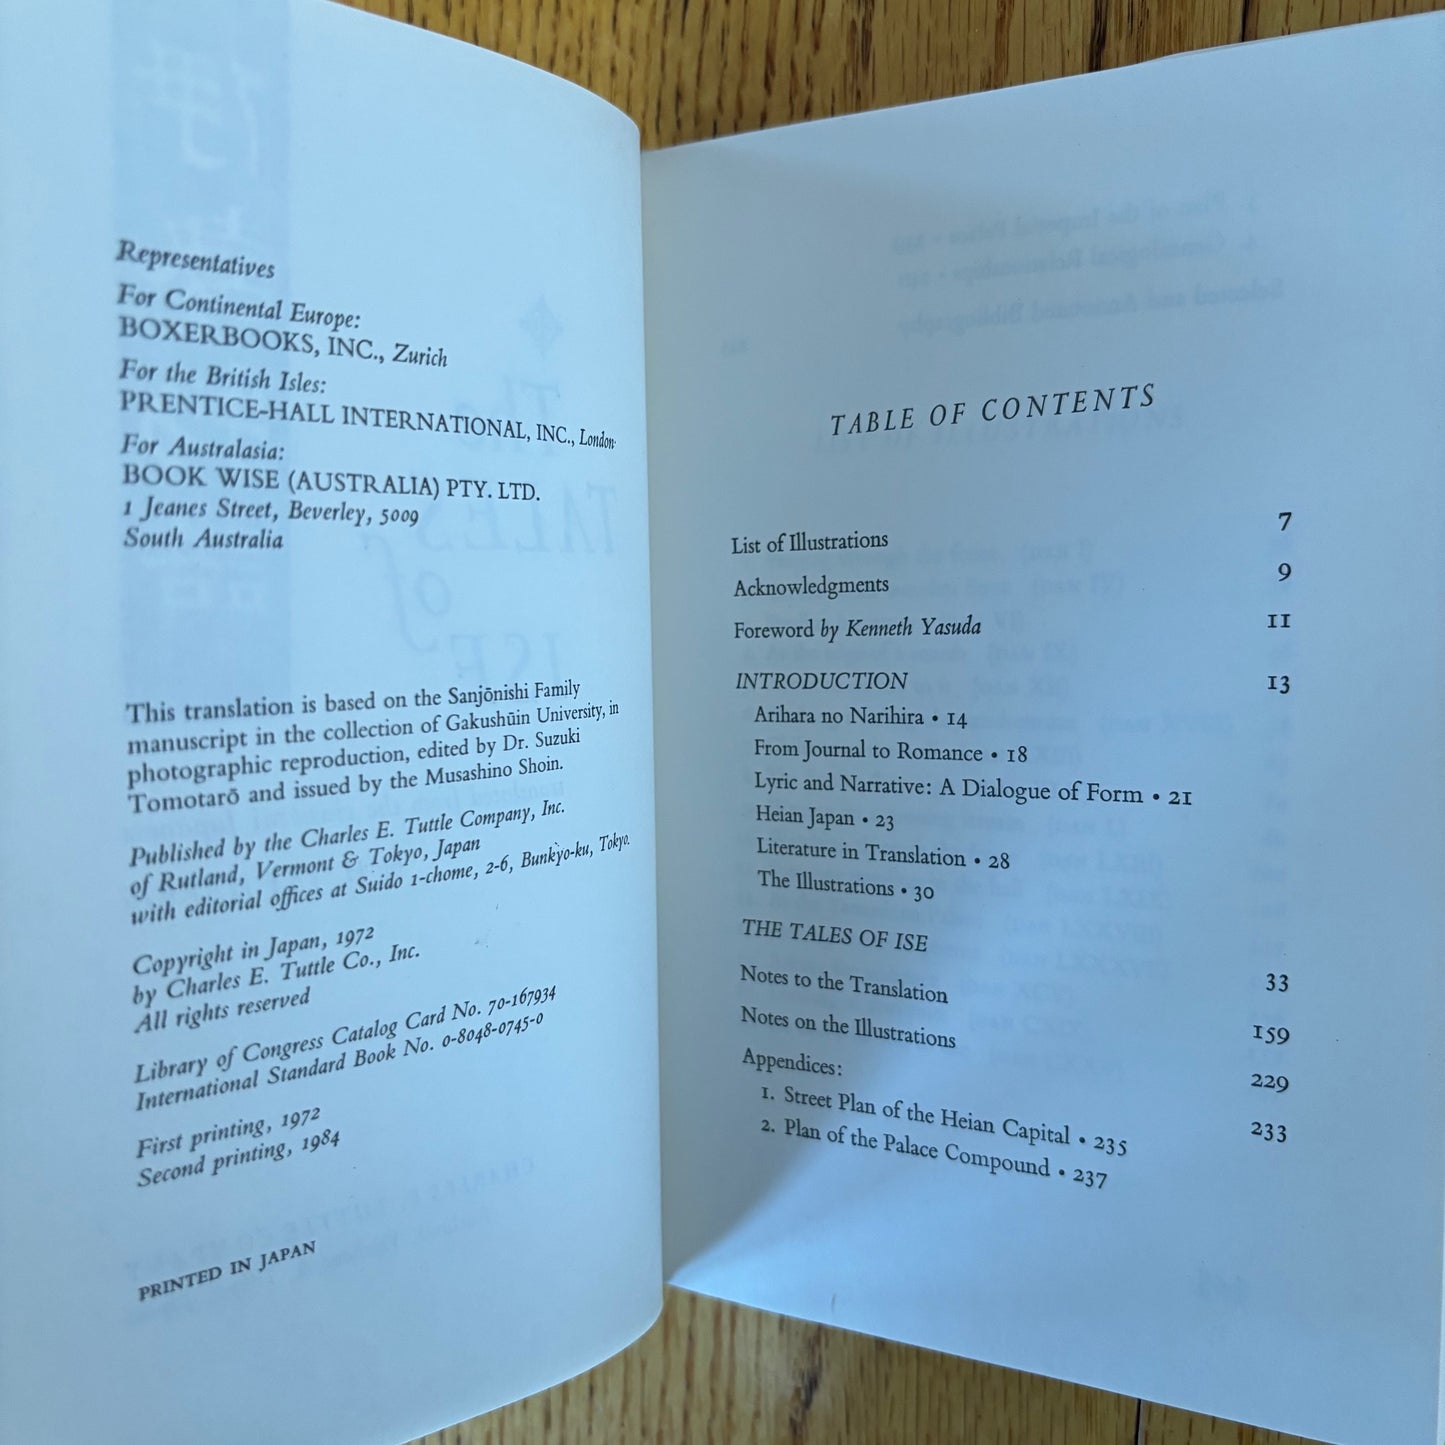 Representatives
For Continental Europe:
BOXERBOOKS, INC., Zurich
For the British Isles:
PRENTICE-HALL INTERNATIONAL, INC., London
For Australasia:
BOOK WISE (AUSTRALIA) PTY. LTD.
1 Jeanes Street, Beverley, 5009
South Australia
This translation is based on the Sanjōnishi Family
manuscript in the collection of Gakushūin University, in
photographic reproduction, edited by Dr. Suzuki
Tomotarō and issued by the Musashino Shoin.
Published by the Charles E. Tuttle Company, Inc.
of Rutland, Vermont & Tokyo, Japan
with editorial offices at Suido 1-chome, 2-6, Bunkyo-ku, Tokyo.
Copyright in Japan, 1972
by Charles E. Tuttle Co., Inc.
All rights reserved
Library of Congress Catalog Card No. 70-167934
International Standard Book No. 0-8048-0745-0
First printing, 1972
Second printing, 1984
PRINTED IN JAPAN
TABLE OF CONTENTS
List of Illustrations 7
Acknowledgments 9
Foreword by Kenneth Yasuda 11
INTRODUCTION 13
Arihara no Narihira • 14
From Journal to Romance • 18
Lyric and Narrative: A Dialogue of Form • 21
Heian Japan • 23
Literature in Translation • 28
The Illustrations • 30
THE TALES OF ISE 33
Notes to the Translation 159
Notes on the Illustrations 229
Appendices: 233
1. Street Plan of the Heian Capital • 235
2. Plan of the Palace Compound • 237